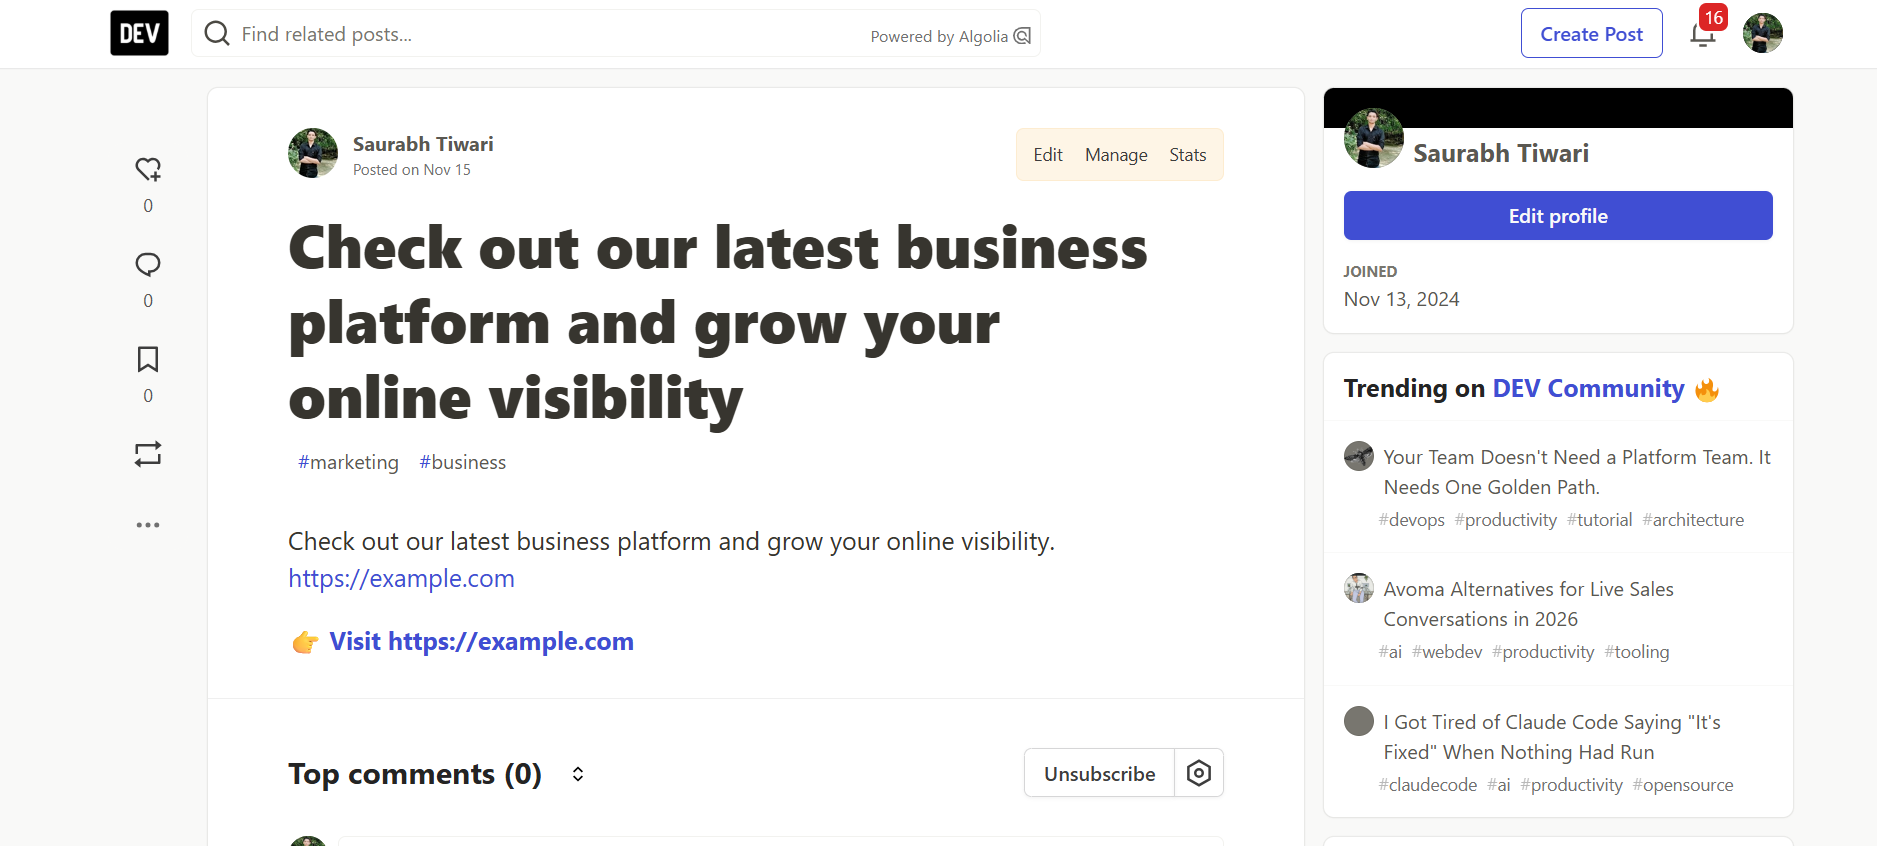 DEV
Find related posts...
Powered by Algolia
Create Post
16
Saurabh Tiwari
Posted on Nov 15
Edit Manage Stats
Check out our latest business
platform and grow your
online visibility
#marketing #business
Check out our latest business platform and grow your online visibility.
https://example.com
👉 Visit https://example.com
Top comments (0)
Unsubscribe
0
0
0
Saurabh Tiwari
Edit profile
JOINED
Nov 13, 2024
Trending on DEV Community 🔥
Your Team Doesn't Need a Platform Team. It
Needs One Golden Path.
#devops #productivity #tutorial #architecture
Avoma Alternatives for Live Sales
Conversations in 2026
#ai #webdev #productivity #tooling
I Got Tired of Claude Code Saying "It's
Fixed" When Nothing Had Run
#claudecode #ai #productivity #opensource